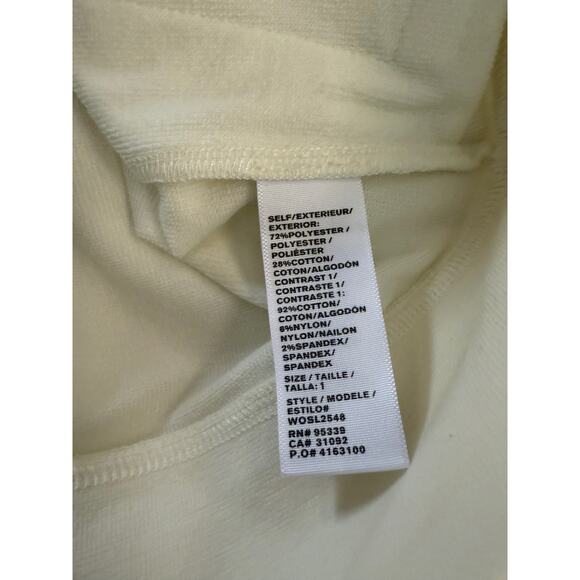 SELF/EXTERIEUR/
EXTERIOR:
72%POLYESTER/
POLYESTER /
POLIÉSTER
28%COTTON/
COTON/ALGODÓN
CONTRAST 1/
CONTRASTE 1/
CONTRASTE 1:
92%COTTON/
COTON/ALGODÓN
6%NYLON/
NYLON/NAILON
2%SPANDEX/
SPANDEX/
SPANDEX
SIZE / TAILLE /
TALLA: 1
STYLE / MODELE /
ESTILO#
WOSL2548
RN# 95339
CA# 31092
P.O# 4163100